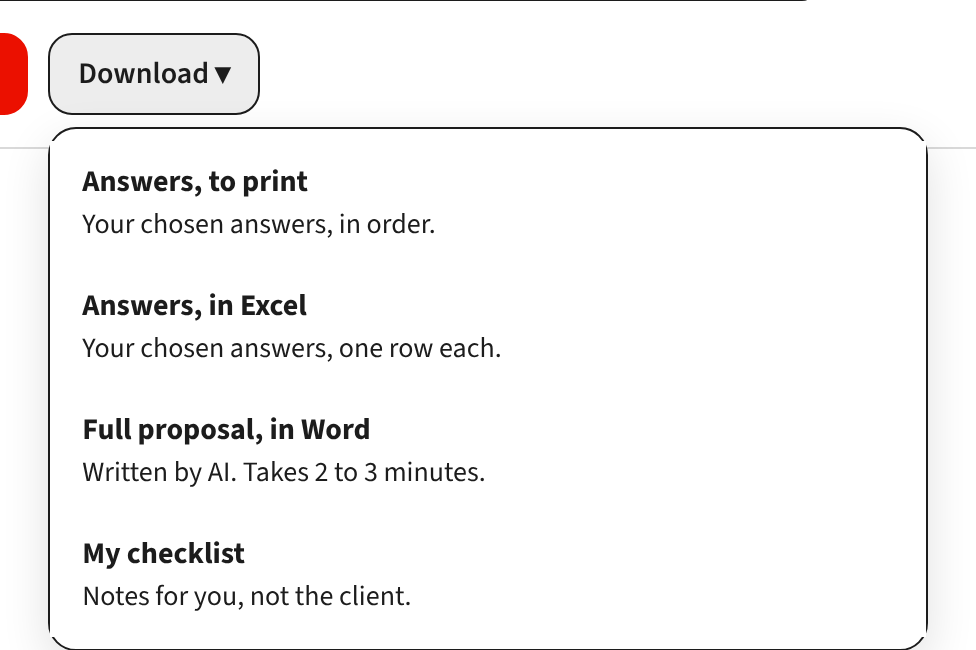 Download ▼
Answers, to print
Your chosen answers, in order.
Answers, in Excel
Your chosen answers, one row each.
Full proposal, in Word
Written by AI. Takes 2 to 3 minutes.
My checklist
Notes for you, not the client.